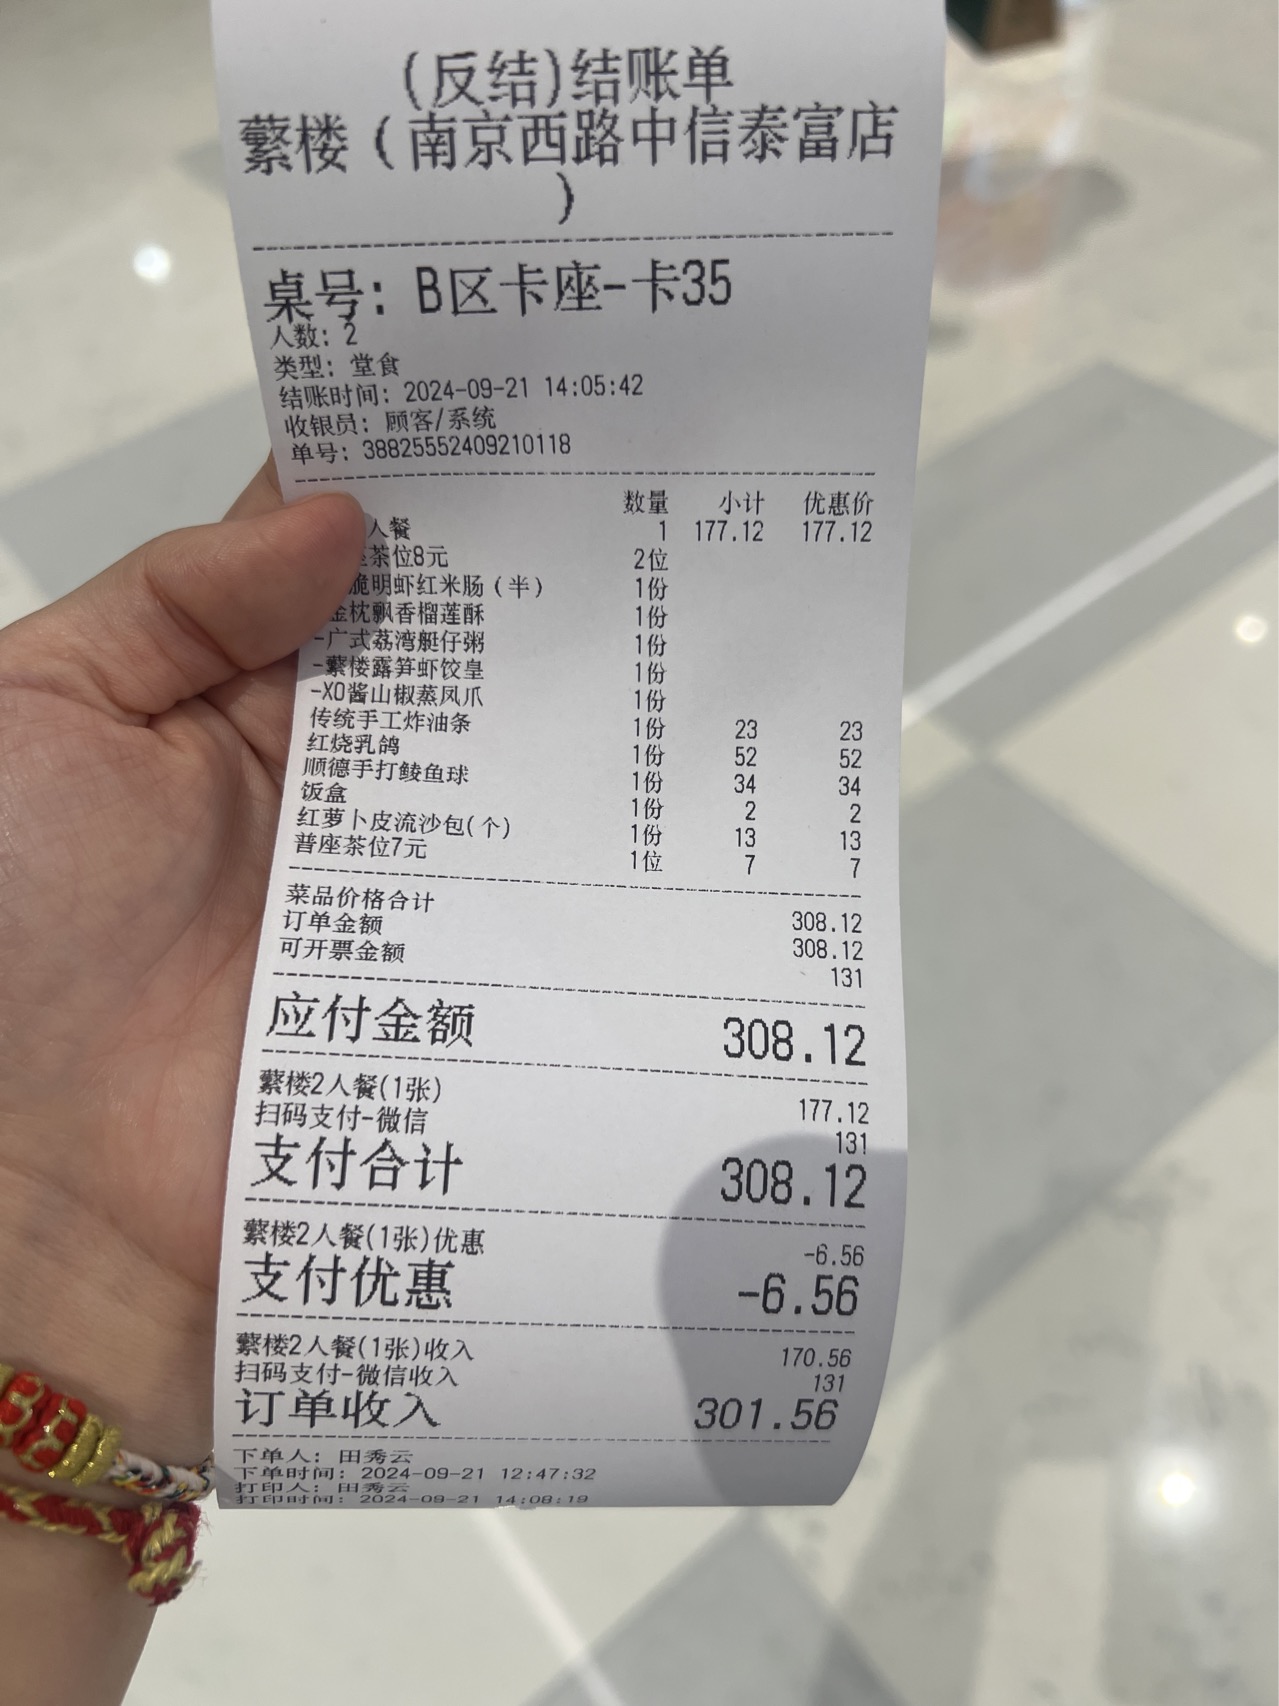 (反结)结账单
蘩楼（南京西路中信泰富店
）
桌号: B区卡座-卡35
人数: 2
类型: 堂食
结账时间: 2024-09-21 14:05:42
收银员: 顾客/系统
单号: 388255552409210118
数量 小计 优惠价
人餐 1 177.12 177.12
茶位8元 2位
脆明虾红米肠（半） 1份
金枕飘香榴莲酥 1份
-广式荔湾艇仔粥 1份
-蘩楼露笋虾饺皇 1份
-XO酱山椒蒸凤爪 1份
传统手工炸油条 1份 23 23
红烧乳鸽 1份 52 52
顺德手打鲮鱼球 1份 34 34
饭盒 1份 2 2
红萝卜皮流沙包(个) 1份 13 13
普座茶位7元 1位 7 7
菜品价格合计 308.12
订单金额 308.12
可开票金额 131
应付金额 308.12
蘩楼2人餐(1张) 177.12
扫码支付-微信 131
支付合计 308.12
蘩楼2人餐(1张)优惠 -6.56
支付优惠 -6.56
蘩楼2人餐(1张)收入 170.56
扫码支付-微信收入 131
订单收入 301.56
下单人: 田秀云
下单时间: 2024-09-21 12:47:32
打印人: 田秀云
打印时间: 2024-09-21 14:08:19